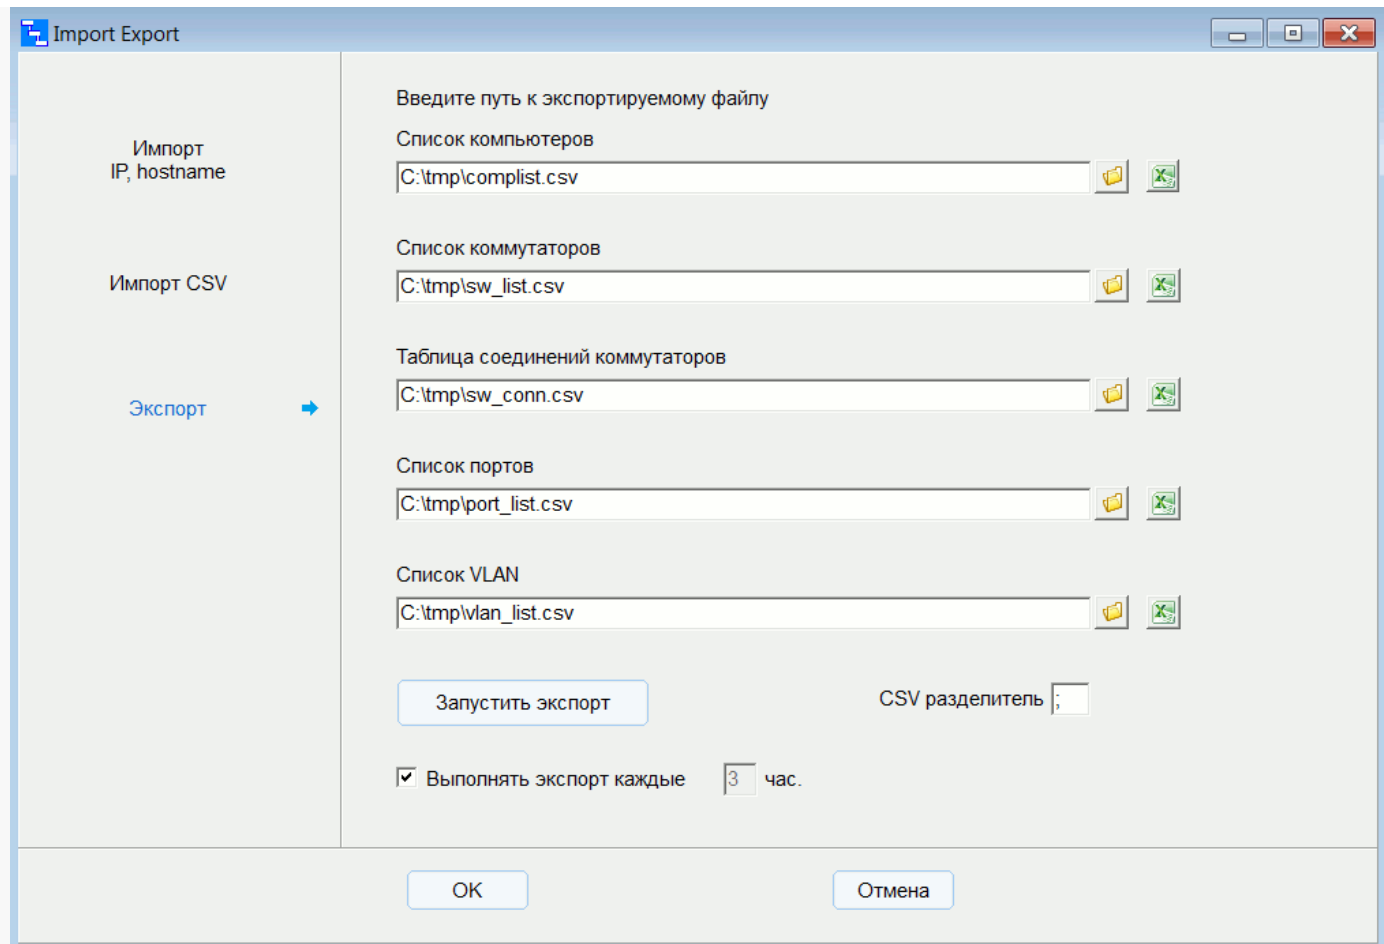 Import Export
Импорт
IP, hostname
Импорт CSV
Экспорт
Введите путь к экспортируемому файлу
Список компьютеров
C:\tmp\complist.csv
Список коммутаторов
C:\tmp\sw_list.csv
Таблица соединений коммутаторов
C:\tmp\sw_conn.csv
Список портов
C:\tmp\port_list.csv
Список VLAN
C:\tmp\vlan_list.csv
Запустить экспорт
CSV разделитель ;
Выполнять экспорт каждые 3 час.
OK
Отмена